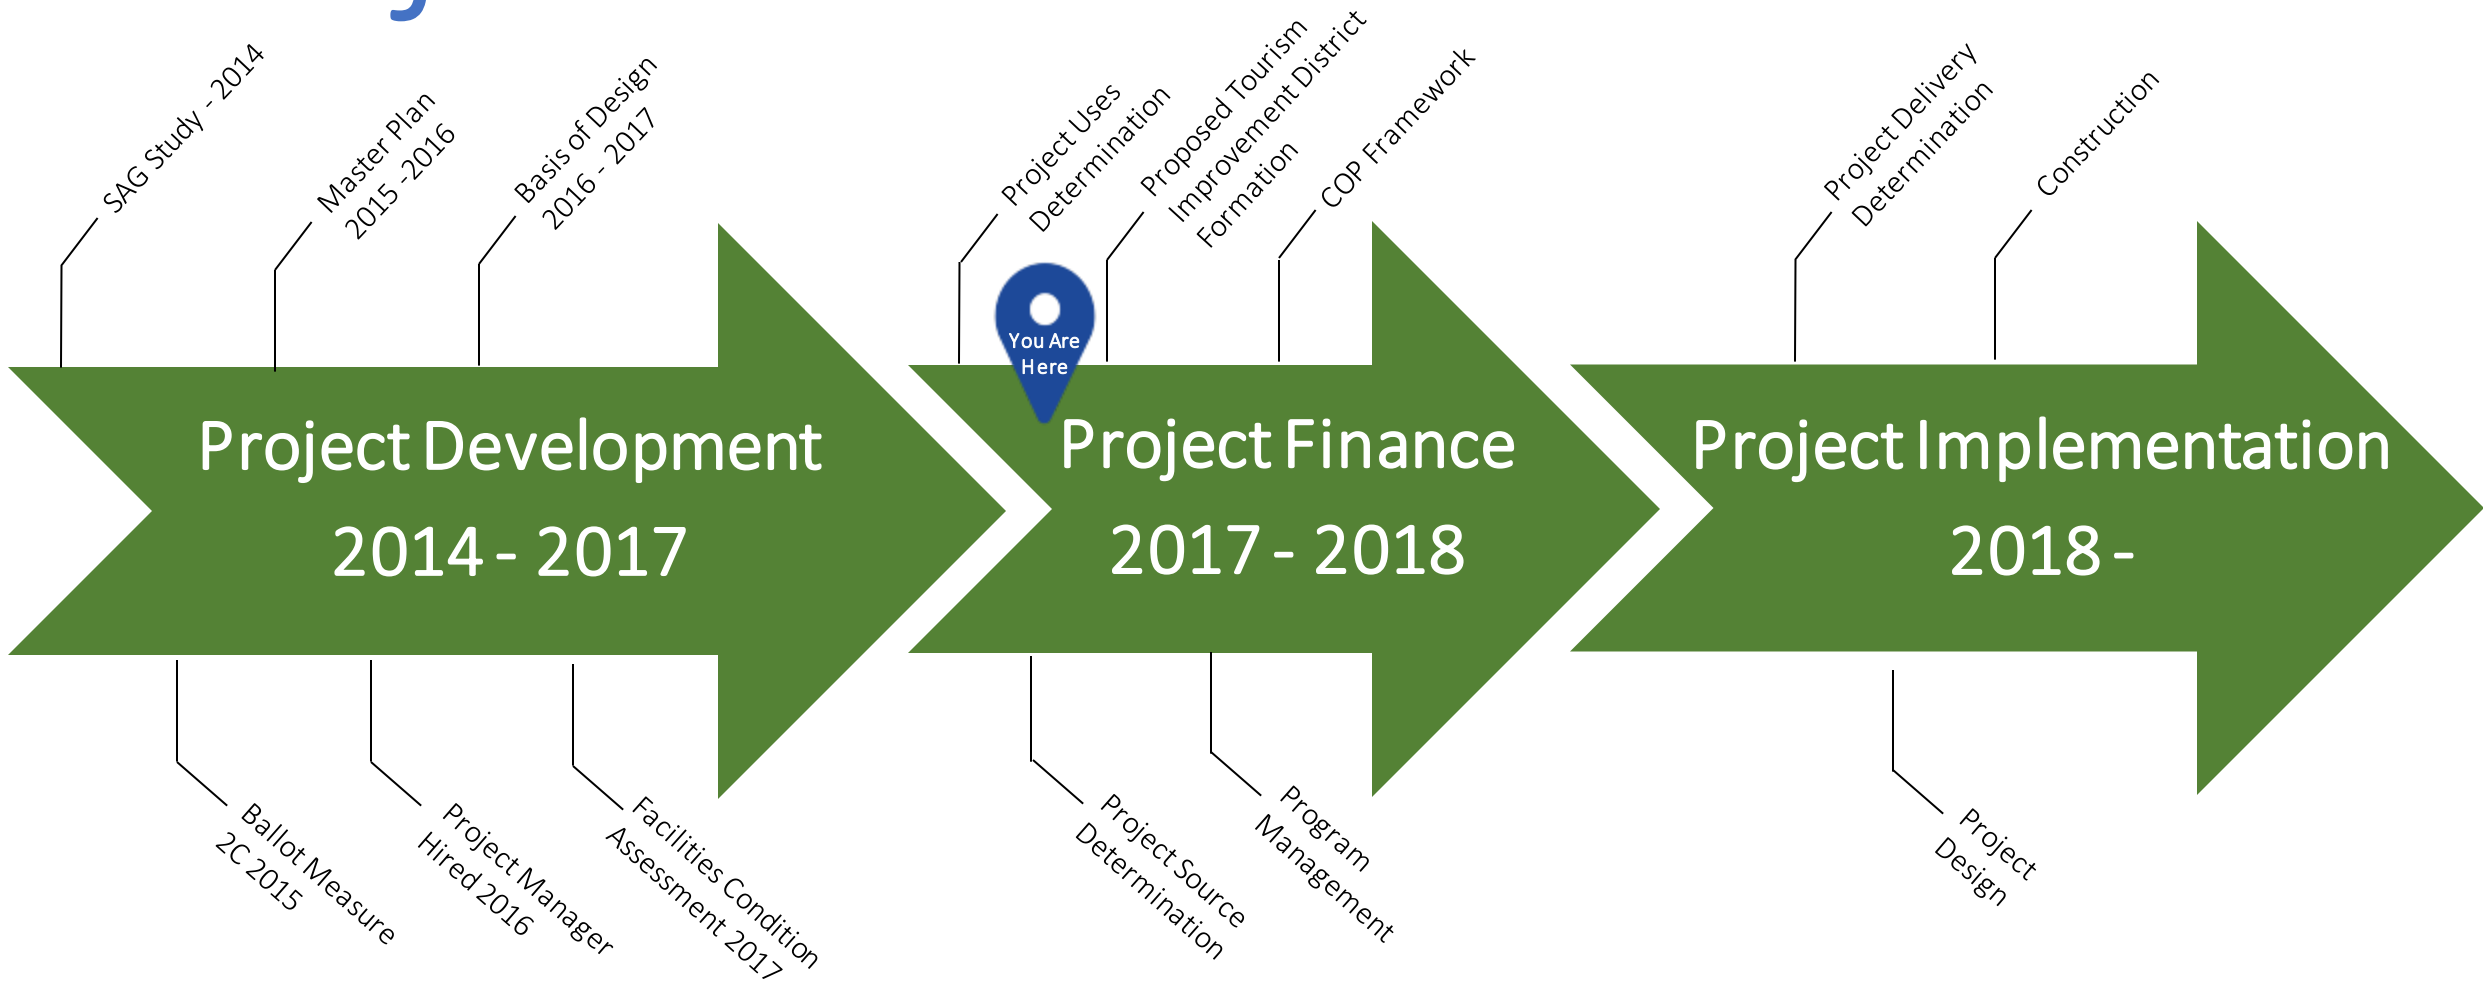 SAG Study - 2014
Master Plan
2015 -2016
Basis of Design
2016 - 2017
Project Uses
Determination
Proposed Tourism
Improvement District
Formation
COP Framework
Project Delivery
Determination
Construction
You Are
Here
Project Development
2014 - 2017
Project Finance
2017 - 2018
Project Implementation
2018 -
Ballot Measure
2C 2015
Project Manager
Hired 2016
Facilities Condition
Assessment 2017
Project Source
Determination
Program
Management
Project
Design